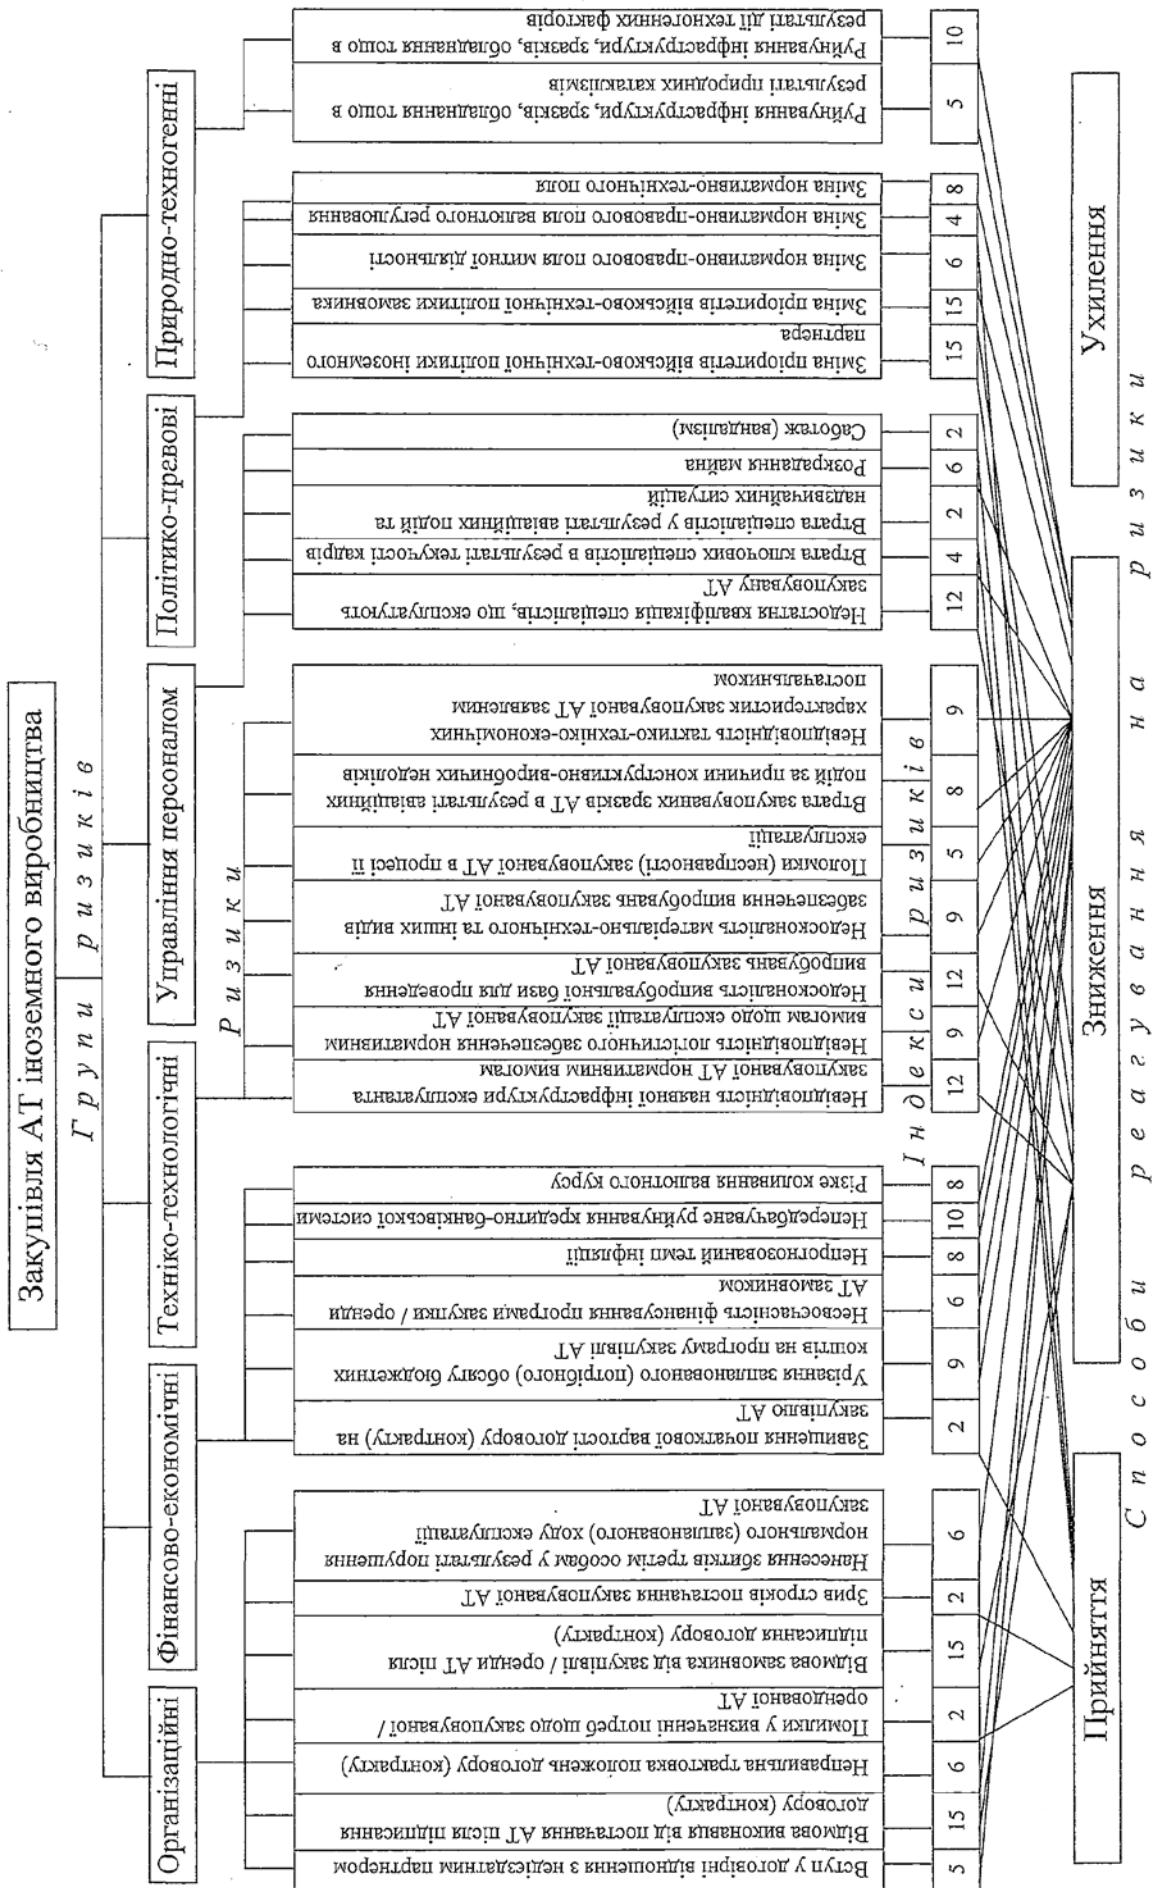 Закупівля АТ іноземного виробництва
Групи ризиків
Організаційні
Фінансово-економічні
Техніко-технологічні
Управління персоналом
Політико-правові
Природно-техногенні
Ризики
Вступ у договірні відношення з недієздатним партнером
Відмова виконавця від постачання АТ після підписання
договору (контракту)
Неправильна трактовка положень договору (контракту)
Помилки у визначенні потреб щодо закуповуваної /
орендованої АТ
Відмова замовника від закупівлі / оренди АТ після
підписання договору (контракту)
Зрив строків постачання закуповуваної АТ
Нанесення збитків третім особам у результаті порушення
нормального (запланованого) ходу експлуатації
закуповуваної АТ
Завищення початкової вартості договору (контракту) на
закупівлю АТ
Урізання запланованого (потрібного) обсягу бюджетних
коштів на програму закупівлі АТ
Несвоєчасність фінансування програми закупки / оренди
АТ замовником
Непрогнозований темп інфляції
Непередбачуване руйнування кредитно-банківської системи
Різке коливання валютного курсу
Невідповідність наявної інфраструктури експлуатанта
закуповуваної АТ нормативним вимогам
Невідповідність логістичного забезпечення нормативним
вимогам щодо експлуатації закуповуваної АТ
Недосконалість випробувальної бази для проведення
випробувань закуповуваної АТ
Недосконалість матеріально-технічного та інших видів
забезпечення випробувань закуповуваної АТ
Поломки (несправності) закуповуваної АТ в процесі її
експлуатації
Втрата закуповуваних зразків АТ в результаті авіаційних
подій за причини конструктивно-виробничих недоліків
Невідповідність тактико-техніко-економічних
характеристик закуповуваної АТ заявленим
постачальником
Недостатня кваліфікація спеціалістів, що експлуатують
закуповувану АТ
Втрата ключових спеціалістів в результаті текучості кадрів
Втрата спеціалістів у результаті авіаційних подій та
надзвичайних ситуацій
Розкрадання майна
Саботаж (вандалізм)
Зміна пріоритетів військово-технічної політики іноземного
партнера
Зміна пріоритетів військово-технічної політики замовника
Зміна нормативно-правового поля митної діяльності
Зміна нормативно-правового поля валютного регулювання
Зміна нормативно-технічного поля
Руйнування інфраструктури, зразків, обладнання тощо в
результаті природних катаклізмів
Руйнування інфраструктури, зразків, обладнання тощо в
результаті дії техногенних факторів
Індекси ризиків
5
15
6
2
15
2
6
2
9
6
8
10
8
12
9
12
9
5
8
9
12
4
2
6
2
15
15
6
4
8
5
10
Прийняття
Зниження
Ухилення
Способи реагування на ризики